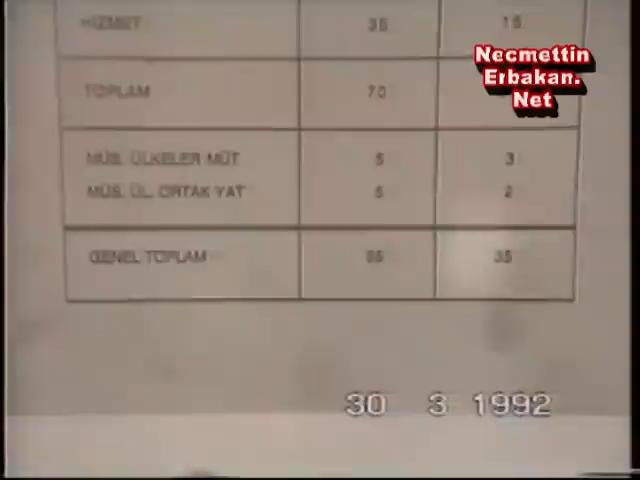 HİZMET 35 15
Necmettin
Erbakan.
Net
TOPLAM 70
MÜS. ÜLKELER MÜT 5 3
MÜS. ÜL. ORTAK YAT 2
GENEL TOPLAM 35
30 3 1992